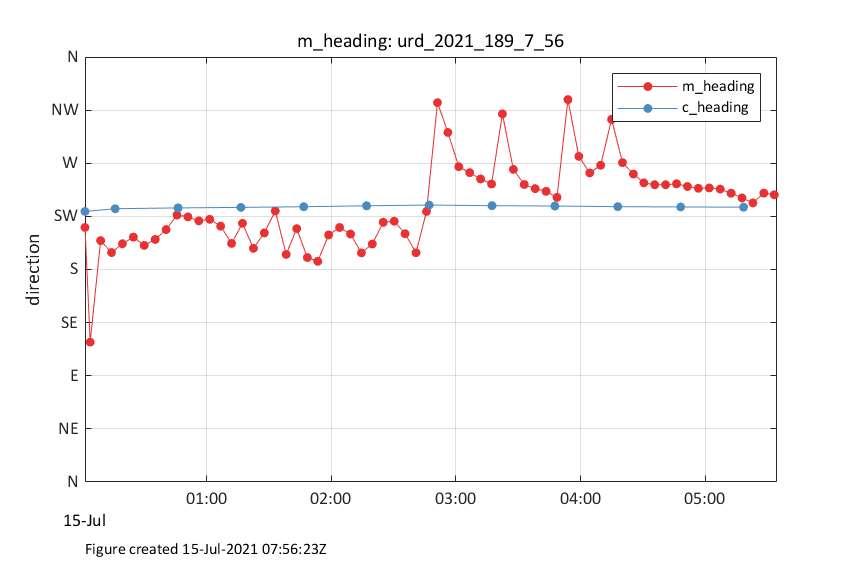 m_heading: urd_2021_189_7_56
N
NW
W
SW
S
SE
E
NE
N
direction
m_heading
c_heading
01:00
02:00
03:00
04:00
05:00
15-Jul
Figure created 15-Jul-2021 07:56:23Z